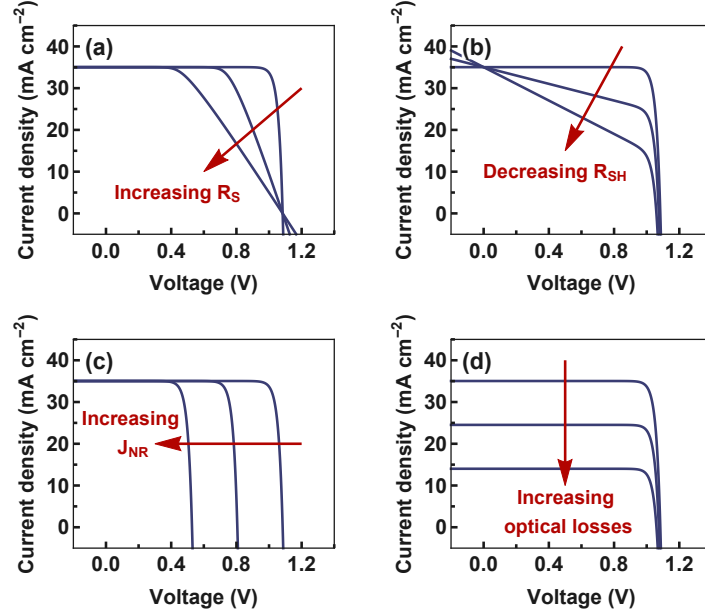 (a)
Current density (mA cm⁻²)
40
30
20
10
0
Increasing R_S
0.0 0.4 0.8 1.2
Voltage (V)
(b)
Current density (mA cm⁻²)
40
30
20
10
0
Decreasing R_SH
0.0 0.4 0.8 1.2
Voltage (V)
(c)
Current density (mA cm⁻²)
40
30
20
10
0
Increasing
J_NR
0.0 0.4 0.8 1.2
Voltage (V)
(d)
Current density (mA cm⁻²)
40
30
20
10
0
Increasing
optical losses
0.0 0.4 0.8 1.2
Voltage (V)